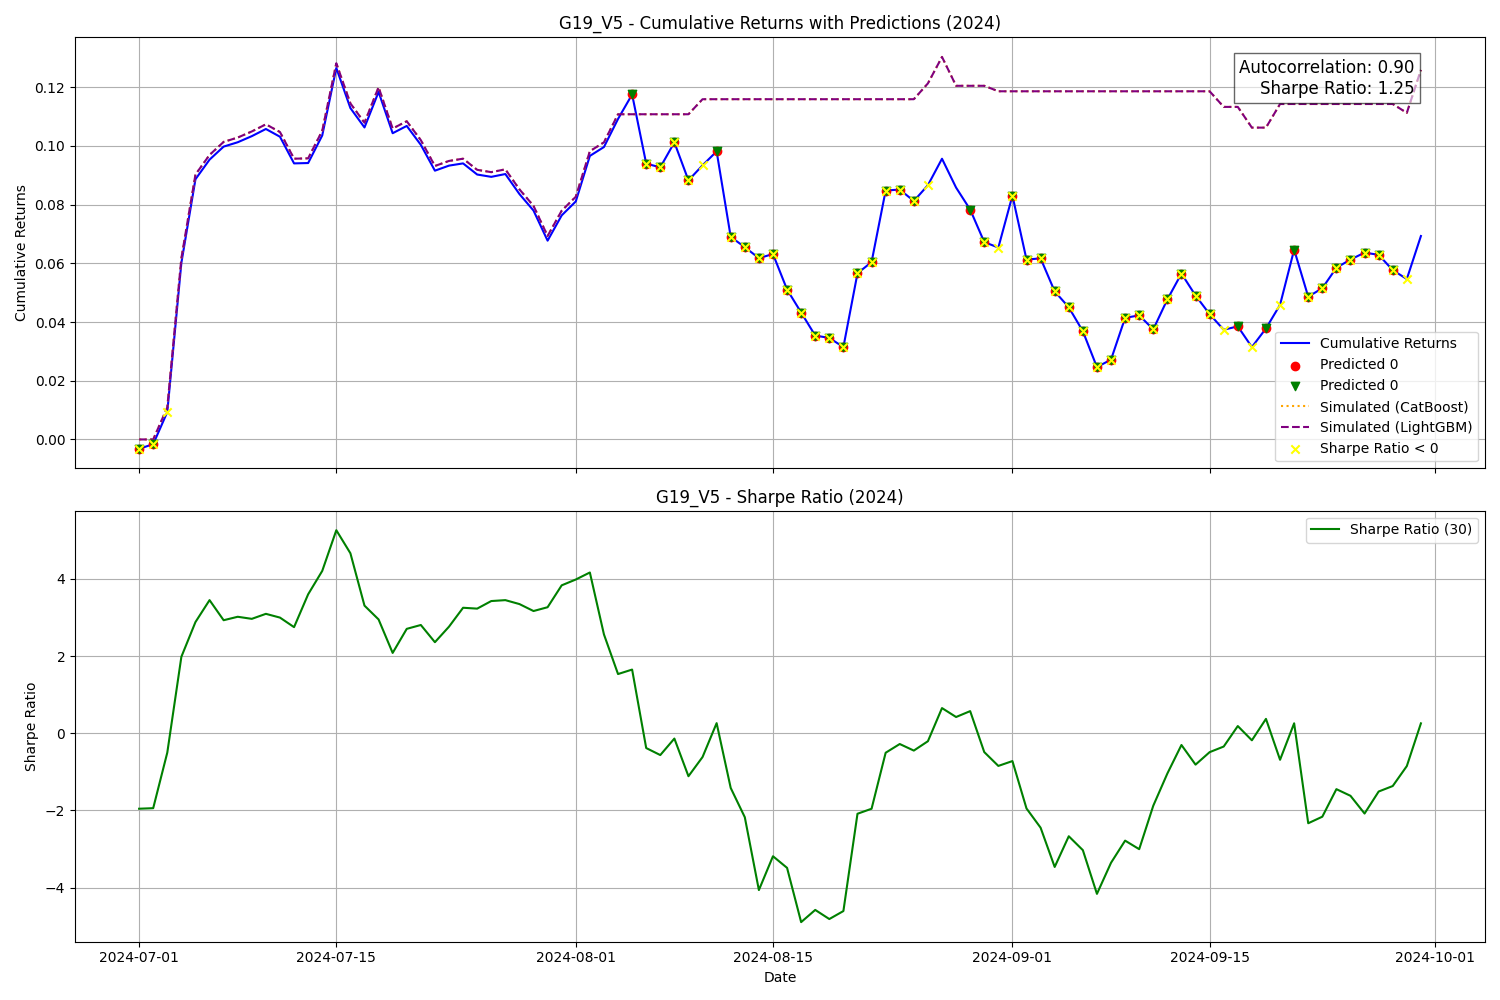 G19_V5 - Cumulative Returns with Predictions (2024)
Autocorrelation: 0.90
Sharpe Ratio: 1.25
Cumulative Returns
0.12
0.10
0.08
0.06
0.04
0.02
0.00
Cumulative Returns
Predicted 0
Predicted 0
Simulated (CatBoost)
Simulated (LightGBM)
Sharpe Ratio < 0
G19_V5 - Sharpe Ratio (2024)
Sharpe Ratio (30)
Sharpe Ratio
4
2
0
−2
−4
2024-07-01
2024-07-15
2024-08-01
2024-08-15
2024-09-01
2024-09-15
2024-10-01
Date